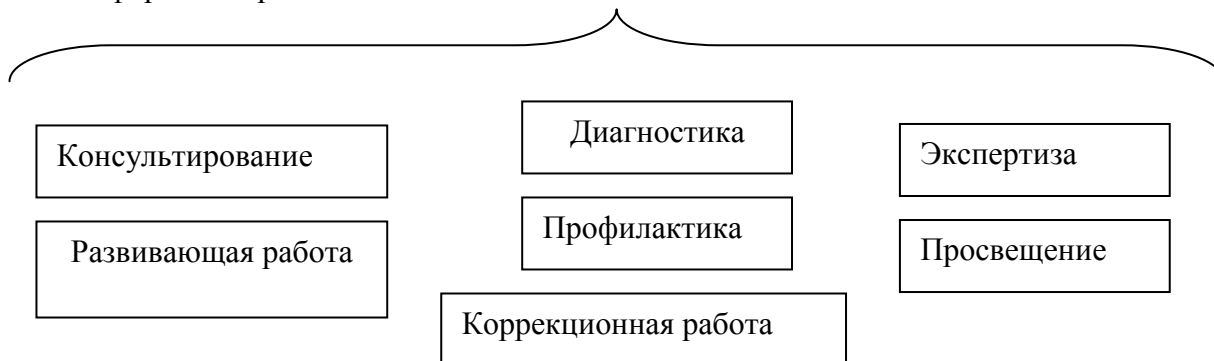 Диагностика
Консультирование
Экспертиза
Профилактика
Развивающая работа
Просвещение
Коррекционная работа